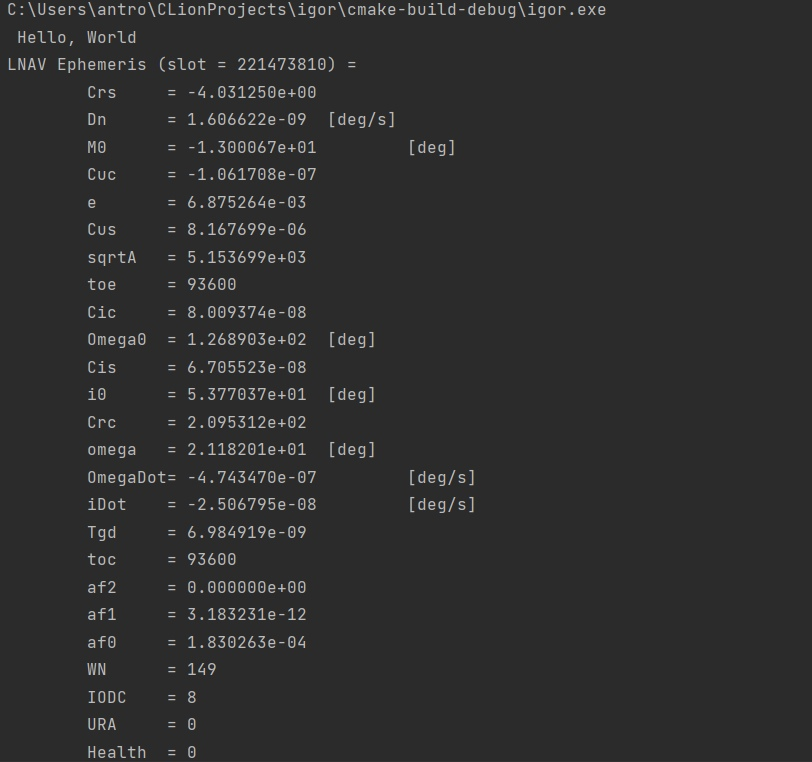 C:\Users\antro\CLionProjects\igor\cmake-build-debug\igor.exe
Hello, World
LNAV Ephemeris (slot = 221473810) =
Crs = -4.031250e+00
Dn = 1.606622e-09 [deg/s]
M0 = -1.300067e+01 [deg]
Cuc = -1.061708e-07
e = 6.875264e-03
Cus = 8.167699e-06
sqrtA = 5.153699e+03
toe = 93600
Cic = 8.009374e-08
Omega0 = 1.268903e+02 [deg]
Cis = 6.705523e-08
i0 = 5.377037e+01 [deg]
Crc = 2.095312e+02
omega = 2.118201e+01 [deg]
OmegaDot= -4.743470e-07 [deg/s]
iDot = -2.506795e-08 [deg/s]
Tgd = 6.984919e-09
toc = 93600
af2 = 0.000000e+00
af1 = 3.183231e-12
af0 = 1.830263e-04
WN = 149
IODC = 8
URA = 0
Health = 0